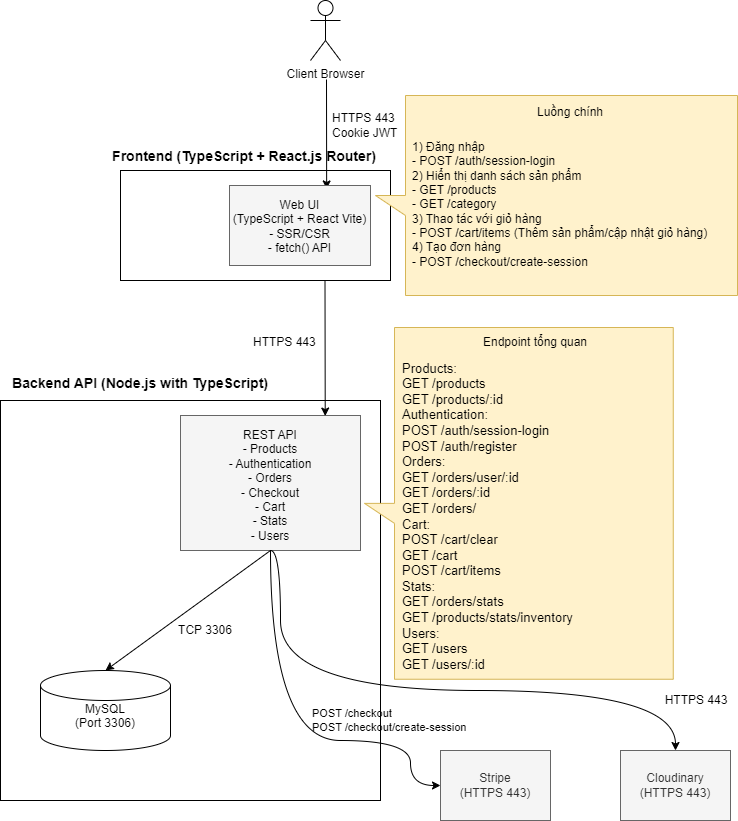 Client Browser
HTTPS 443
Cookie JWT
Luồng chính
1) Đăng nhập
- POST /auth/session-login
2) Hiển thị danh sách sản phẩm
- GET /products
- GET /category
3) Thao tác với giỏ hàng
- POST /cart/items (Thêm sản phẩm/cập nhật giỏ hàng)
4) Tạo đơn hàng
- POST /checkout/create-session
Frontend (TypeScript + React.js Router)
Web UI
(TypeScript + React Vite)
- SSR/CSR
- fetch() API
HTTPS 443
Endpoint tổng quan
Products:
GET /products
GET /products/:id
Authentication:
POST /auth/session-login
POST /auth/register
Orders:
GET /orders/user/:id
GET /orders/:id
GET /orders/
Cart:
POST /cart/clear
GET /cart
POST /cart/items
Stats:
GET /orders/stats
GET /products/stats/inventory
Users:
GET /users
GET /users/:id
Backend API (Node.js with TypeScript)
REST API
- Products
- Authentication
- Orders
- Checkout
- Cart
- Stats
- Users
TCP 3306
MySQL
(Port 3306)
POST /checkout
POST /checkout/create-session
HTTPS 443
Stripe
(HTTPS 443)
Cloudinary
(HTTPS 443)